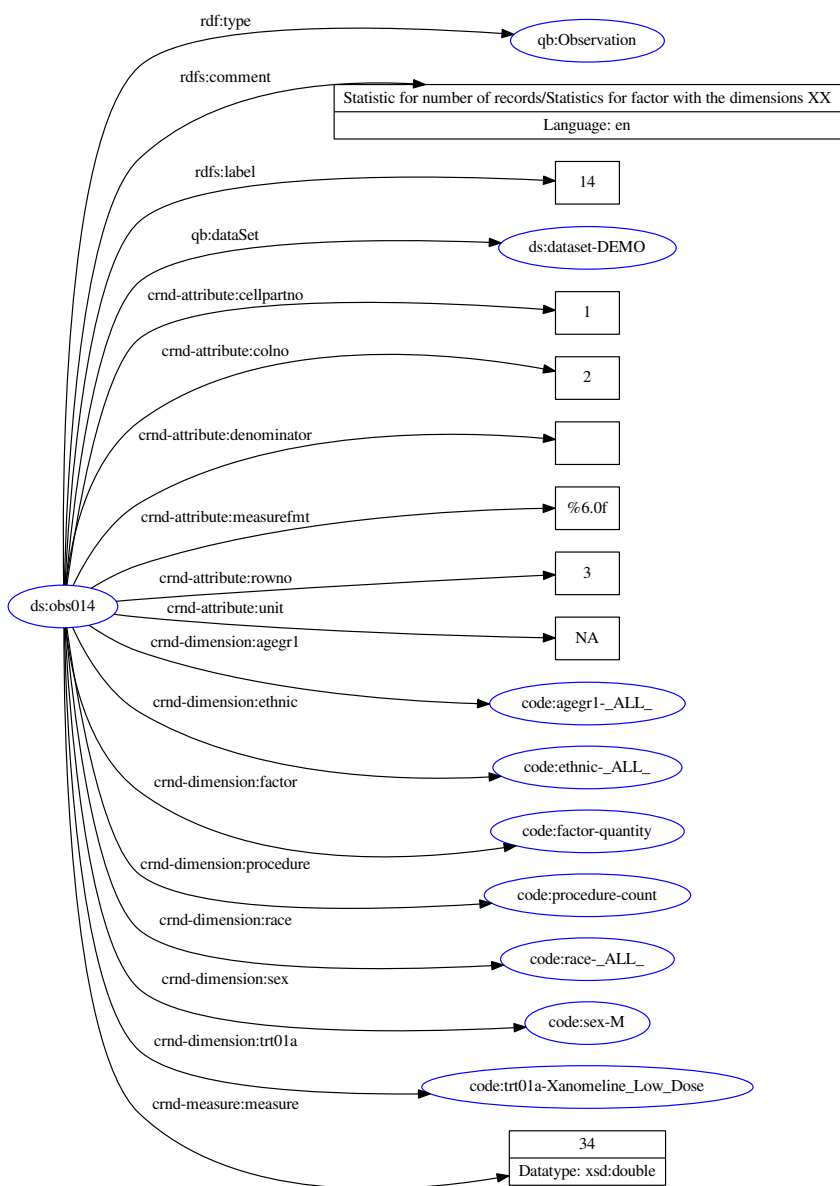 rdf:type
qb:Observation
rdfs:comment
Statistic for number of records/Statistics for factor with the dimensions XX
Language: en
rdfs:label
14
qb:dataSet
ds:dataset-DEMO
crnd-attribute:cellpartno
1
crnd-attribute:colno
2
crnd-attribute:denominator
crnd-attribute:measurefmt
%6.0f
crnd-attribute:rowno
3
ds:obs014
crnd-attribute:unit
NA
crnd-dimension:agegr1
code:agegr1-_ALL_
crnd-dimension:ethnic
code:ethnic-_ALL_
crnd-dimension:factor
code:factor-quantity
crnd-dimension:procedure
code:procedure-count
crnd-dimension:race
code:race-_ALL_
crnd-dimension:sex
code:sex-M
crnd-dimension:trt01a
code:trt01a-Xanomeline_Low_Dose
crnd-measure:measure
34
Datatype: xsd:double